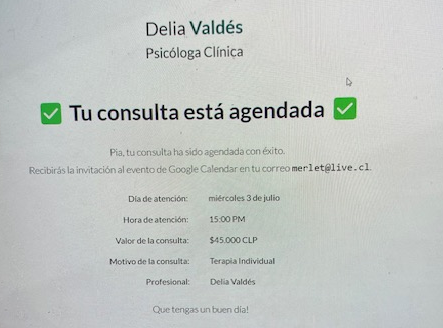 Delia Valdés
Psicóloga Clínica
✅ Tu consulta está agendada ✅
Pia, tu consulta ha sido agendada con éxito.
Recibirás la invitación al evento de Google Calendar en tu correo merlet@live.cl
Día de atención: miércoles 3 de julio
Hora de atención: 15:00 PM
Valor de la consulta: $45.000 CLP
Motivo de la consulta: Terapia Individual
Profesional: Delia Valdés
Que tengas un buen día!